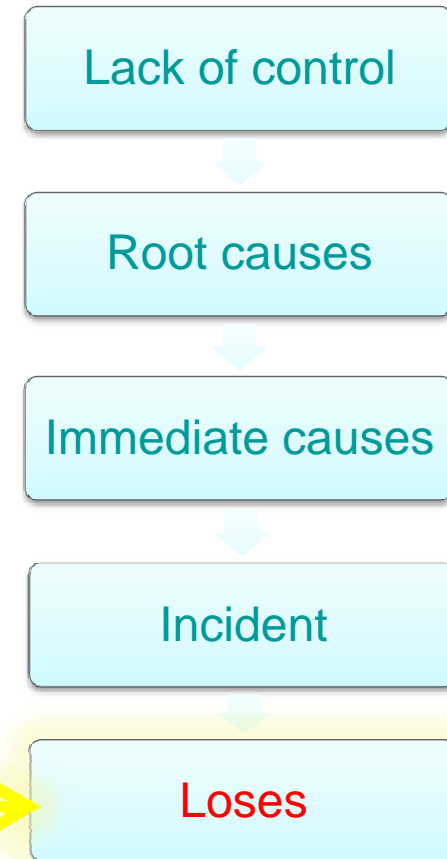 Lack of control
Root causes
Immediate causes
Incident
Loses